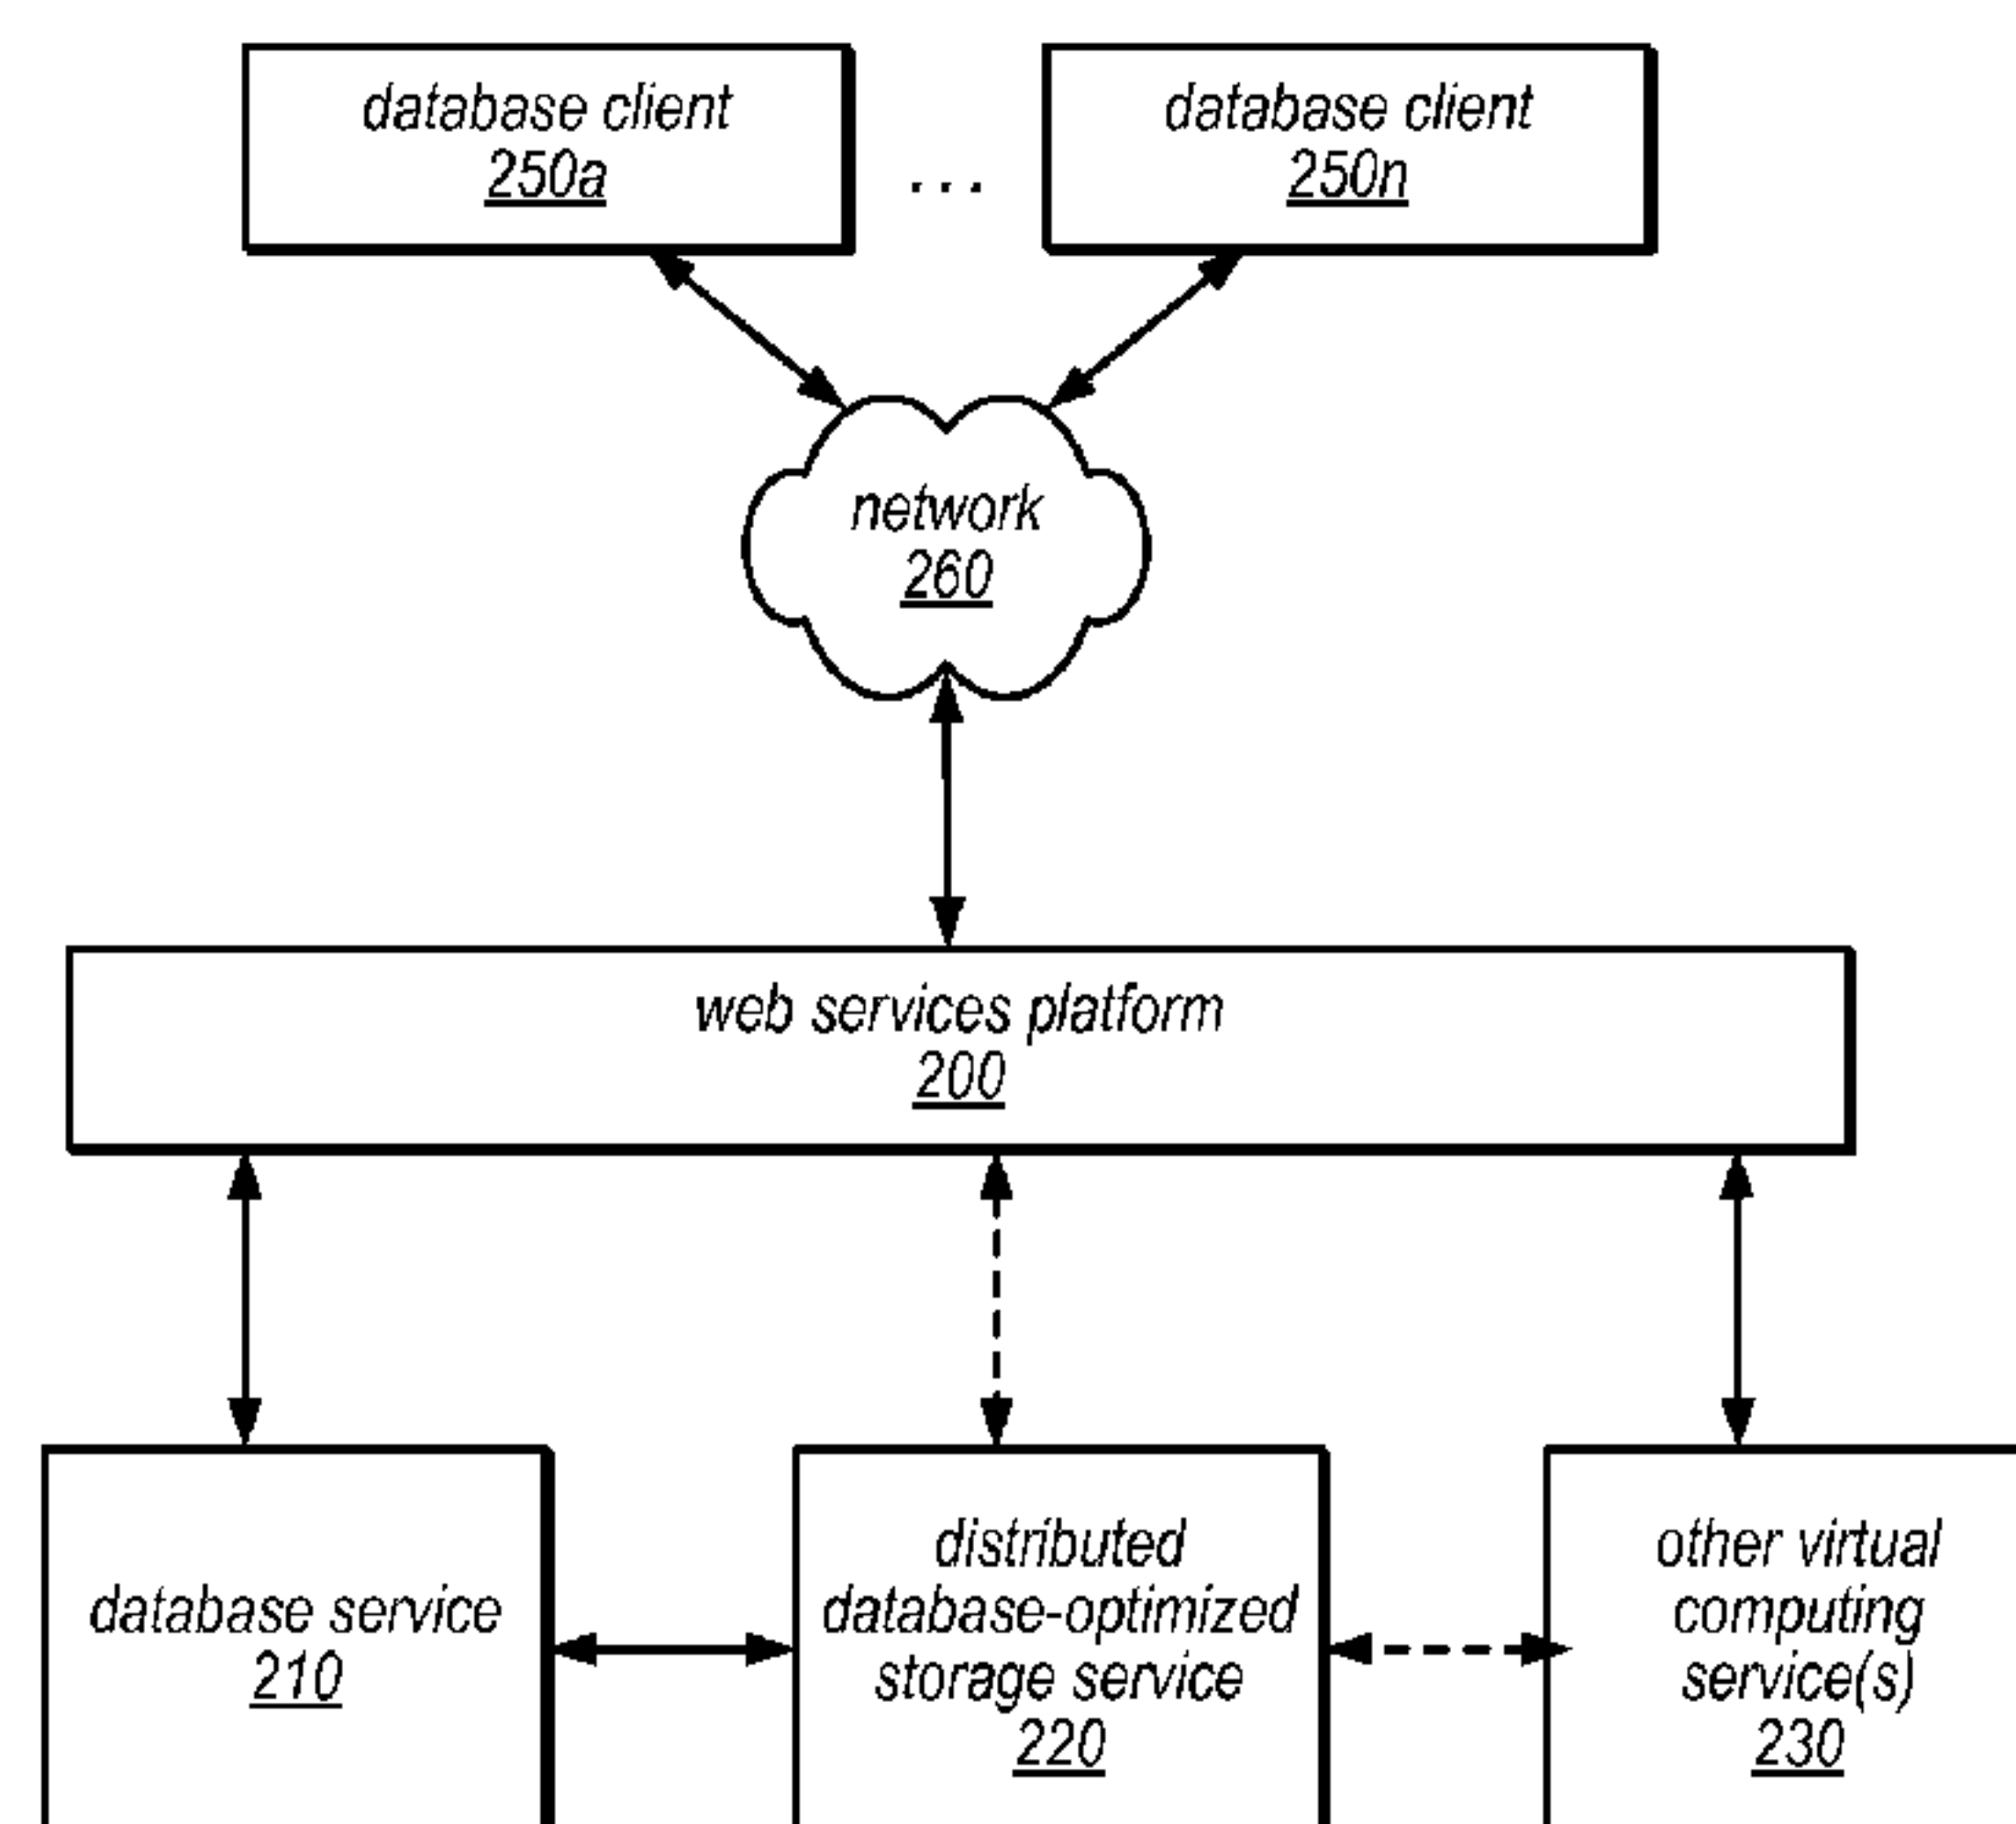 database client
250a
...
database client
250n
network
260
web services platform
200
database service
210
distributed
database-optimized
storage service
220
other virtual
computing
service(s)
230